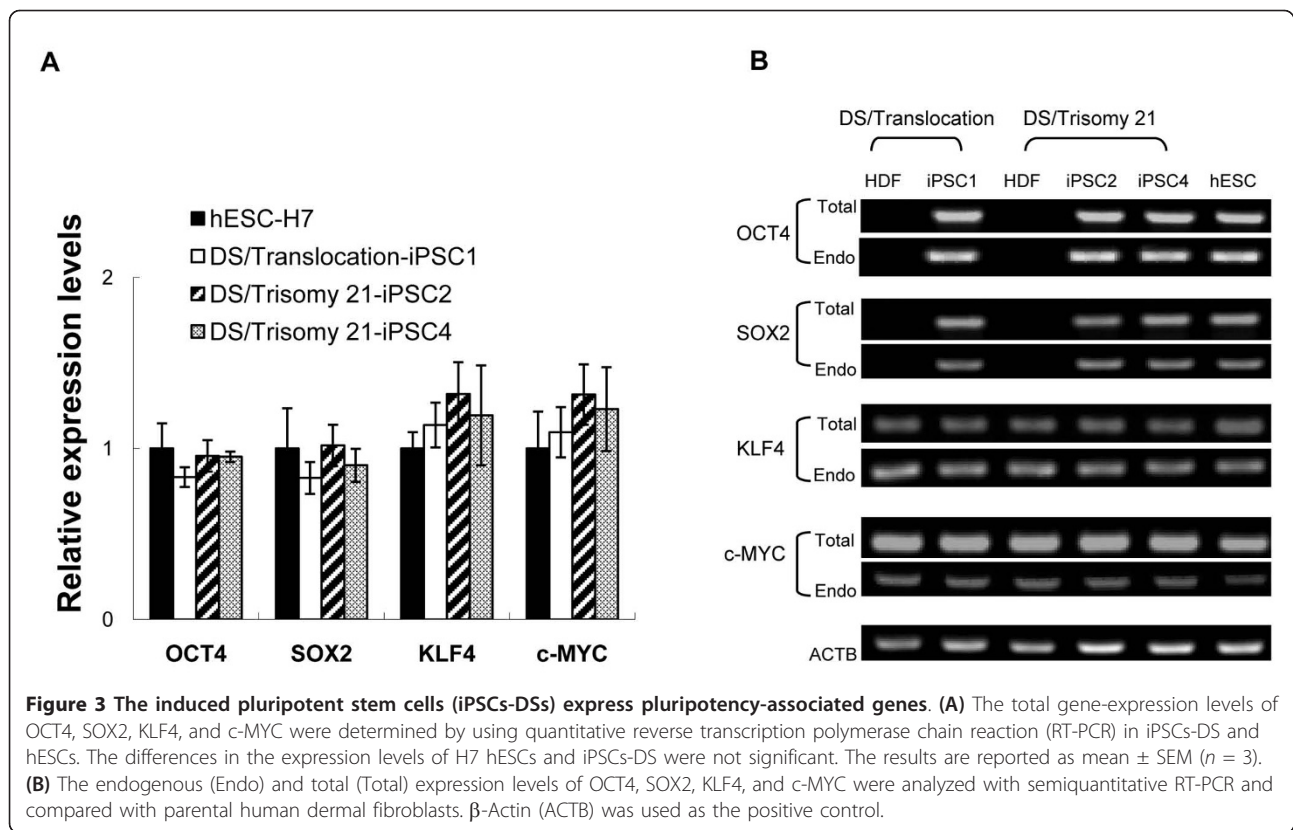 A
Relative expression levels
hESC-H7
DS/Translocation-iPSC1
DS/Trisomy 21-iPSC2
DS/Trisomy 21-iPSC4
2
1
0
OCT4 SOX2 KLF4 c-MYC
B
DS/Translocation DS/Trisomy 21
HDF iPSC1 HDF iPSC2 iPSC4 hESC
OCT4
Total
Endo
SOX2
Total
Endo
KLF4
Total
Endo
c-MYC
Total
Endo
ACTB
Figure 3 The induced pluripotent stem cells (iPSCs-DSs) express pluripotency-associated genes. (A) The total gene-expression levels of
OCT4, SOX2, KLF4, and c-MYC were determined by using quantitative reverse transcription polymerase chain reaction (RT-PCR) in iPSCs-DS and
hESCs. The differences in the expression levels of H7 hESCs and iPSCs-DS were not significant. The results are reported as mean ± SEM (n = 3).
(B) The endogenous (Endo) and total (Total) expression levels of OCT4, SOX2, KLF4, and c-MYC were analyzed with semiquantitative RT-PCR and
compared with parental human dermal fibroblasts. β-Actin (ACTB) was used as the positive control.